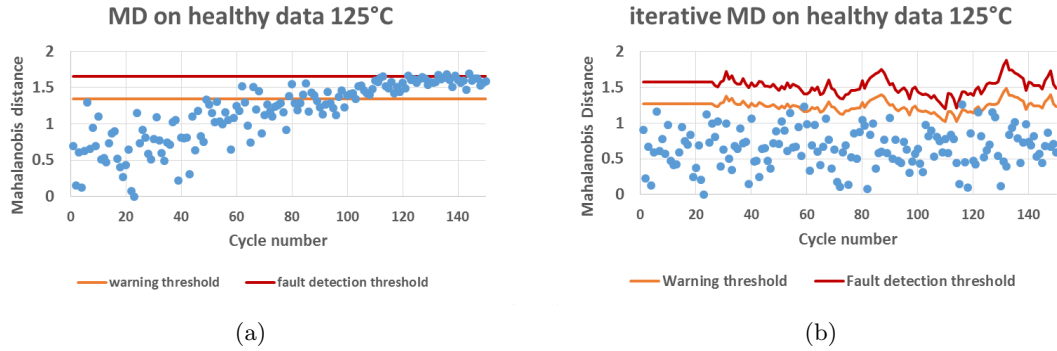 MD on healthy data 125°C
2
1.5
1
0.5
0
Mahalanobis distance
0 20 40 60 80 100 120 140
Cycle number
warning threshold fault detection threshold
(a)
iterative MD on healthy data 125°C
2
1.5
1
0.5
0
Mahalanobis Distance
0 20 40 60 80 100 120 140
Cycle number
Warning threshold Fault detection threshold
(b)